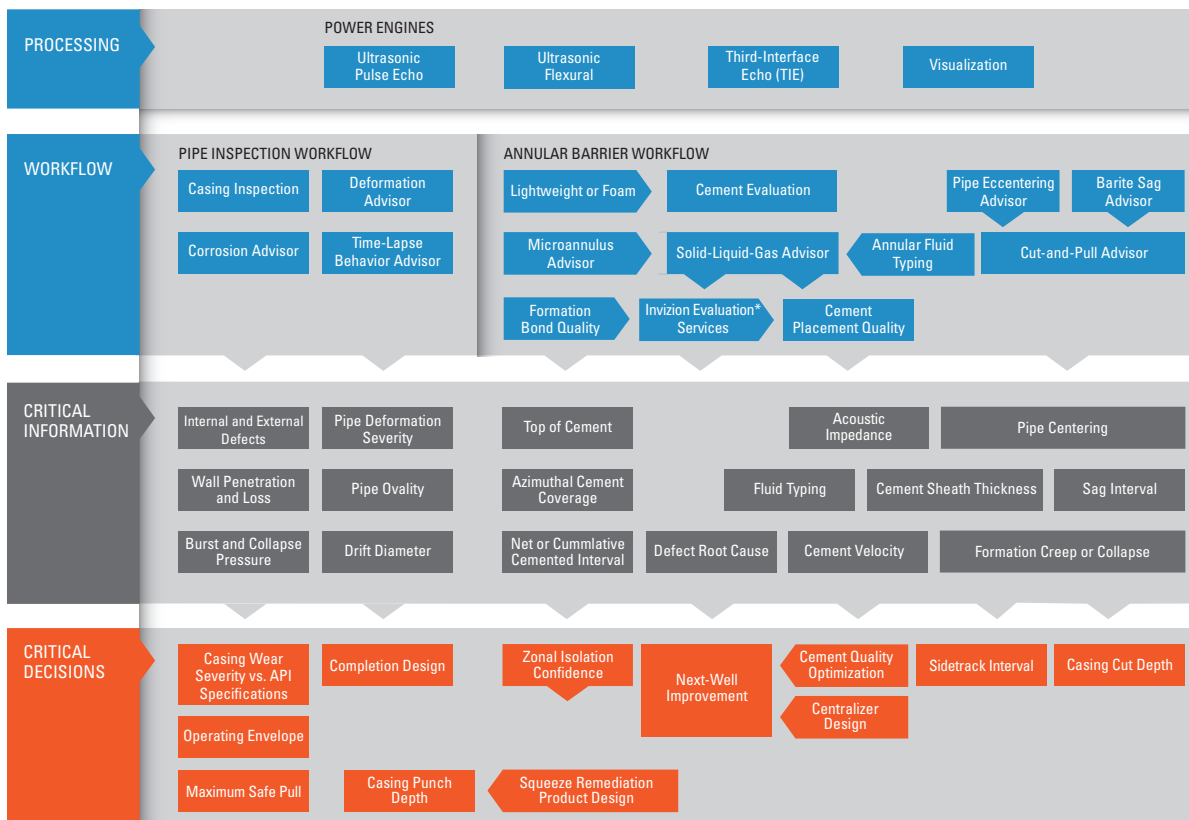 PROCESSING
POWER ENGINES
Ultrasonic
Pulse Echo
Ultrasonic
Flexural
Third-Interface
Echo (TIE)
Visualization
WORKFLOW
PIPE INSPECTION WORKFLOW
Casing Inspection
Deformation
Advisor
Corrosion Advisor
Time-Lapse
Behavior Advisor
ANNULAR BARRIER WORKFLOW
Lightweight or Foam
Cement Evaluation
Pipe Eccentering
Advisor
Barite Sag
Advisor
Microannulus
Advisor
Solid-Liquid-Gas Advisor
Annular Fluid
Typing
Cut-and-Pull Advisor
Formation
Bond Quality
Invizion Evaluation*
Services
Cement
Placement Quality
CRITICAL
INFORMATION
Internal and External
Defects
Pipe Deformation
Severity
Top of Cement
Acoustic
Impedance
Pipe Centering
Wall Penetration
and Loss
Pipe Ovality
Azimuthal Cement
Coverage
Fluid Typing
Cement Sheath Thickness
Sag Interval
Burst and Collapse
Pressure
Drift Diameter
Net or Cummlative
Cemented Interval
Defect Root Cause
Cement Velocity
Formation Creep or Collapse
CRITICAL
DECISIONS
Casing Wear
Severity vs. API
Specifications
Completion Design
Zonal Isolation
Confidence
Next-Well
Improvement
Cement Quality
Optimization
Sidetrack Interval
Casing Cut Depth
Operating Envelope
Centralizer
Design
Maximum Safe Pull
Casing Punch
Depth
Squeeze Remediation
Product Design